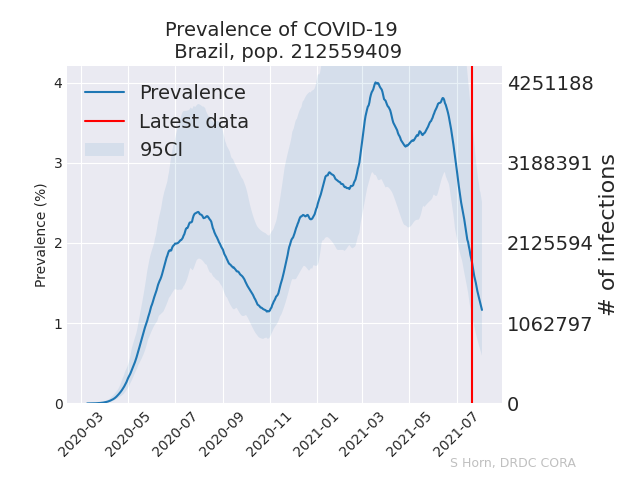 Prevalence of COVID-19
Brazil, pop. 212559409
Prevalence
Latest data
95CI
Prevalence (%)
4
3
2
1
0
4251188
3188391
2125594
1062797
0
# of infections
2020-03
2020-05
2020-07
2020-09
2020-11
2021-01
2021-03
2021-05
2021-07
S Horn, DRDC CORA